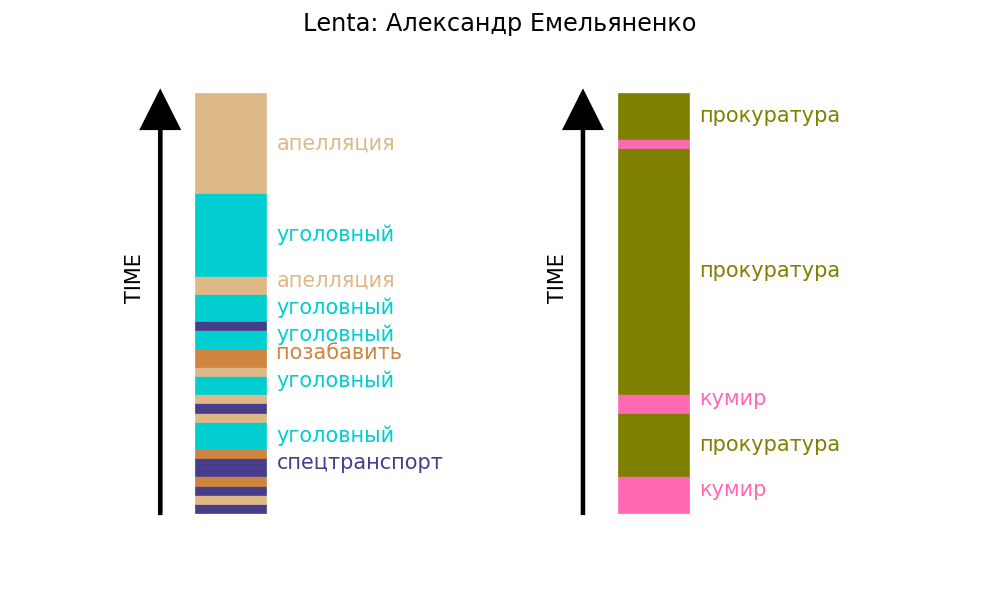 Lenta: Александр Емельяненко
TIME
апелляция
уголовный
апелляция
уголовный
уголовный
позабавить
уголовный
уголовный
спецтранспорт
TIME
прокуратура
прокуратура
кумир
прокуратура
кумир